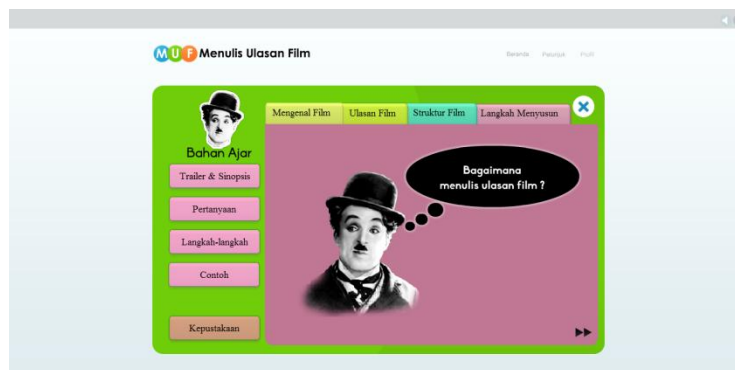 MUF Menulis Ulasan Film
Beranda Petunjuk Profil
Mengenal Film Ulasan Film Struktur Film Langkah Menyusun
Bahan Ajar
Trailer & Sinopsis
Pertanyaan
Langkah-langkah
Contoh
Kepustakaan
Bagaimana
menulis ulasan film ?